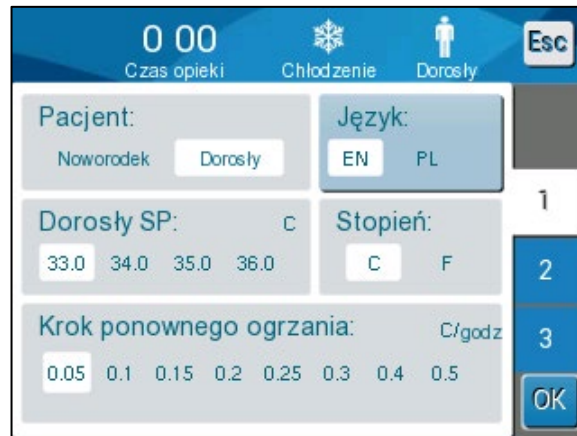 0 00
Czas opieki
Chłodzenie
Dorosły
Esc
Pacjent:
Noworodek Dorosły
Język:
EN PL
Dorosły SP: C
33.0 34.0 35.0 36.0
Stopień:
C F
Krok ponownego ogrzania: C/godz
0.05 0.1 0.15 0.2 0.25 0.3 0.4 0.5
1
2
3
OK